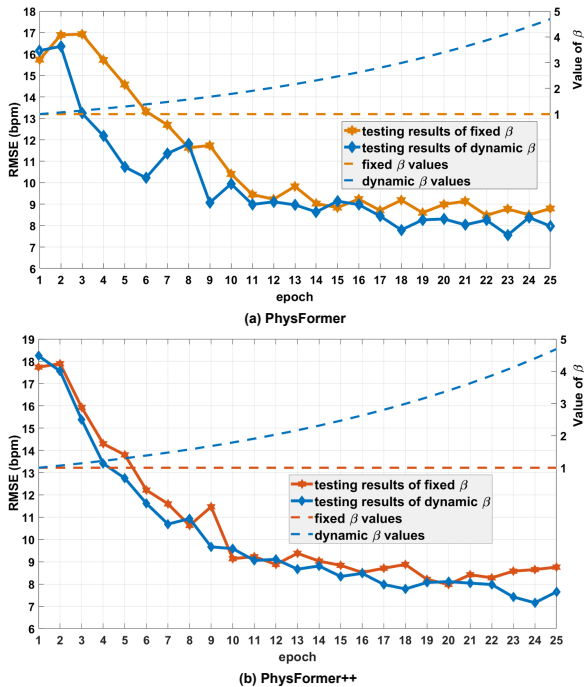 18
17
16
15
14
13
12
11
10
9
8
7
6
RMSE (bpm)
5
4
3
2
1
Value of β
testing results of fixed β
testing results of dynamic β
fixed β values
dynamic β values
1 2 3 4 5 6 7 8 9 10 11 12 13 14 15 16 17 18 19 20 21 22 23 24 25
epoch
(a) PhysFormer
19
18
17
16
15
14
13
12
11
10
9
8
7
6
RMSE (bpm)
5
4
3
2
1
Value of β
testing results of fixed β
testing results of dynamic β
fixed β values
dynamic β values
1 2 3 4 5 6 7 8 9 10 11 12 13 14 15 16 17 18 19 20 21 22 23 24 25
epoch
(b) PhysFormer++